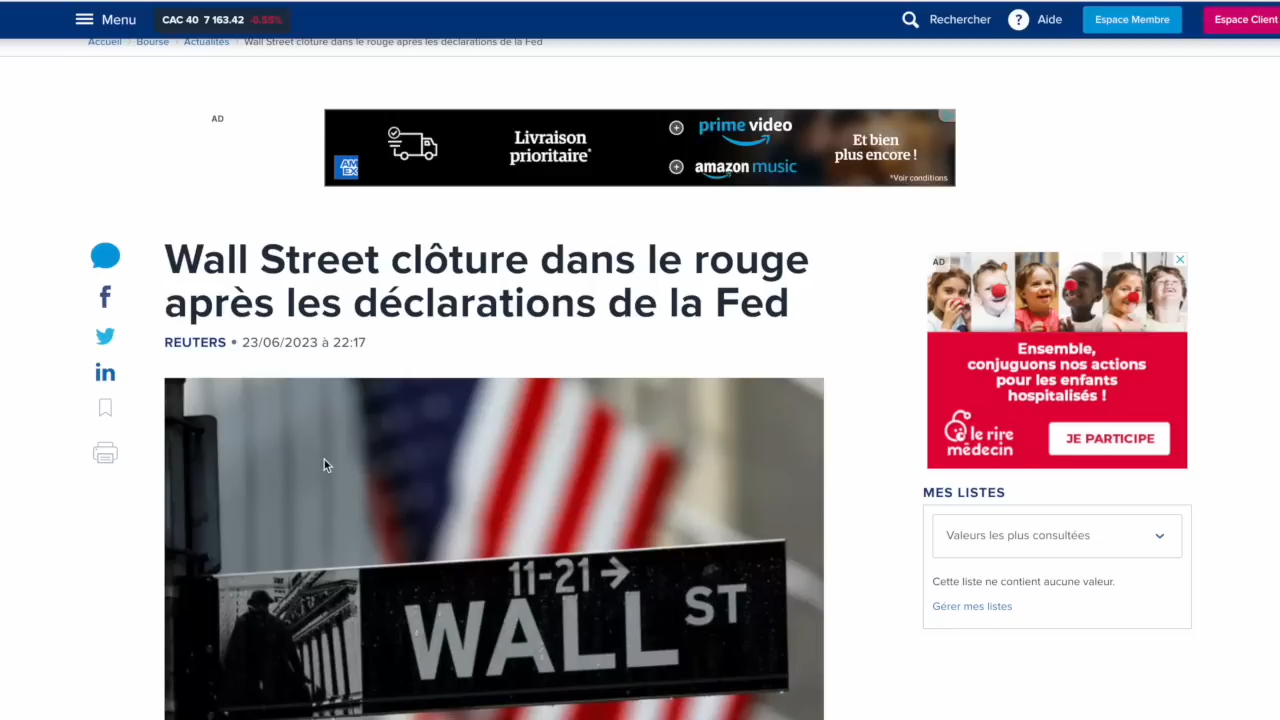 Menu
CAC 40 7 163.42 -0.55%
Rechercher
? Aide
Espace Membre
Espace Client
Accueil Bourse Actualités Wall Street clôture dans le rouge après les déclarations de la Fed
AD
AM
EX
Livraison
prioritaire*
prime video
amazon music
Et bien
plus encore !
*Voir conditions
Wall Street clôture dans le rouge
après les déclarations de la Fed
REUTERS • 23/06/2023 à 22:17
11-21→
WALL ST
AD
Ensemble,
conjuguons nos actions
pour les enfants
hospitalisés !
le rire
médecin
JE PARTICIPE
MES LISTES
Valeurs les plus consultées
Cette liste ne contient aucune valeur.
Gérer mes listes